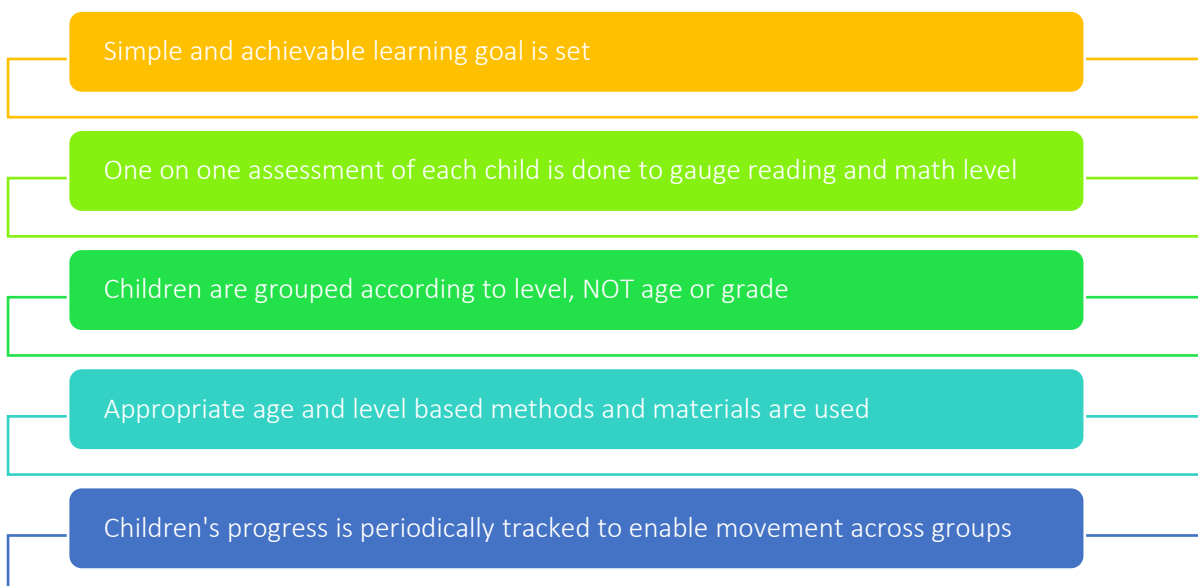 Simple and achievable learning goal is set
One on one assessment of each child is done to gauge reading and math level
Children are grouped according to level, NOT age or grade
Appropriate age and level based methods and materials are used
Children's progress is periodically tracked to enable movement across groups